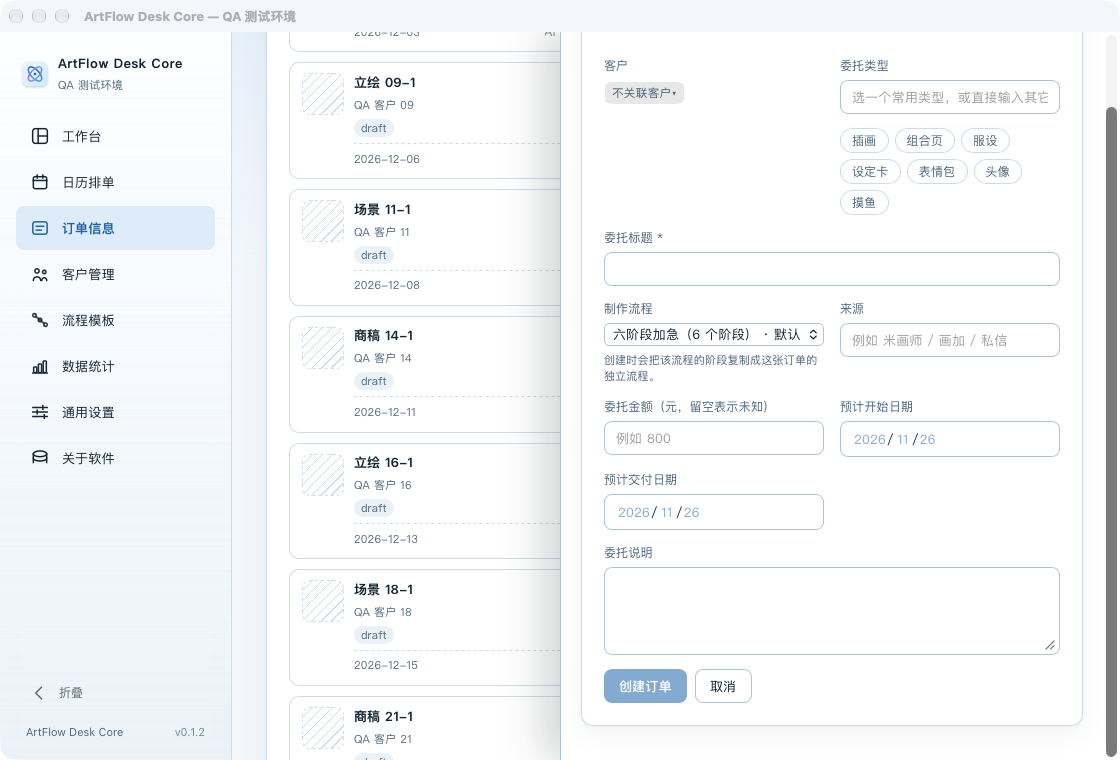 ArtFlow Desk Core — QA 测试环境
ArtFlow Desk Core
QA 测试环境
工作台
日历排单
订单信息
客户管理
流程模板
数据统计
通用设置
关于软件
折叠
ArtFlow Desk Core
v0.1.2
2026-12-03
立绘 09-1
QA 客户 09
draft
2026-12-06
场景 11-1
QA 客户 11
draft
2026-12-08
商稿 14-1
QA 客户 14
draft
2026-12-11
立绘 16-1
QA 客户 16
draft
2026-12-13
场景 18-1
QA 客户 18
draft
2026-12-15
商稿 21-1
QA 客户 21
客户
不关联客户
委托类型
选一个常用类型，或直接输入其它
插画
组合页
服设
设定卡
表情包
头像
摸鱼
委托标题 *
制作流程
六阶段加急（6 个阶段） · 默认
创建时会把该流程的阶段复制成这张订单的
独立流程。
来源
例如 米画师 / 画加 / 私信
委托金额（元，留空表示未知）
例如 800
预计开始日期
2026/ 11 /26
预计交付日期
2026/ 11 /26
委托说明
创建订单
取消